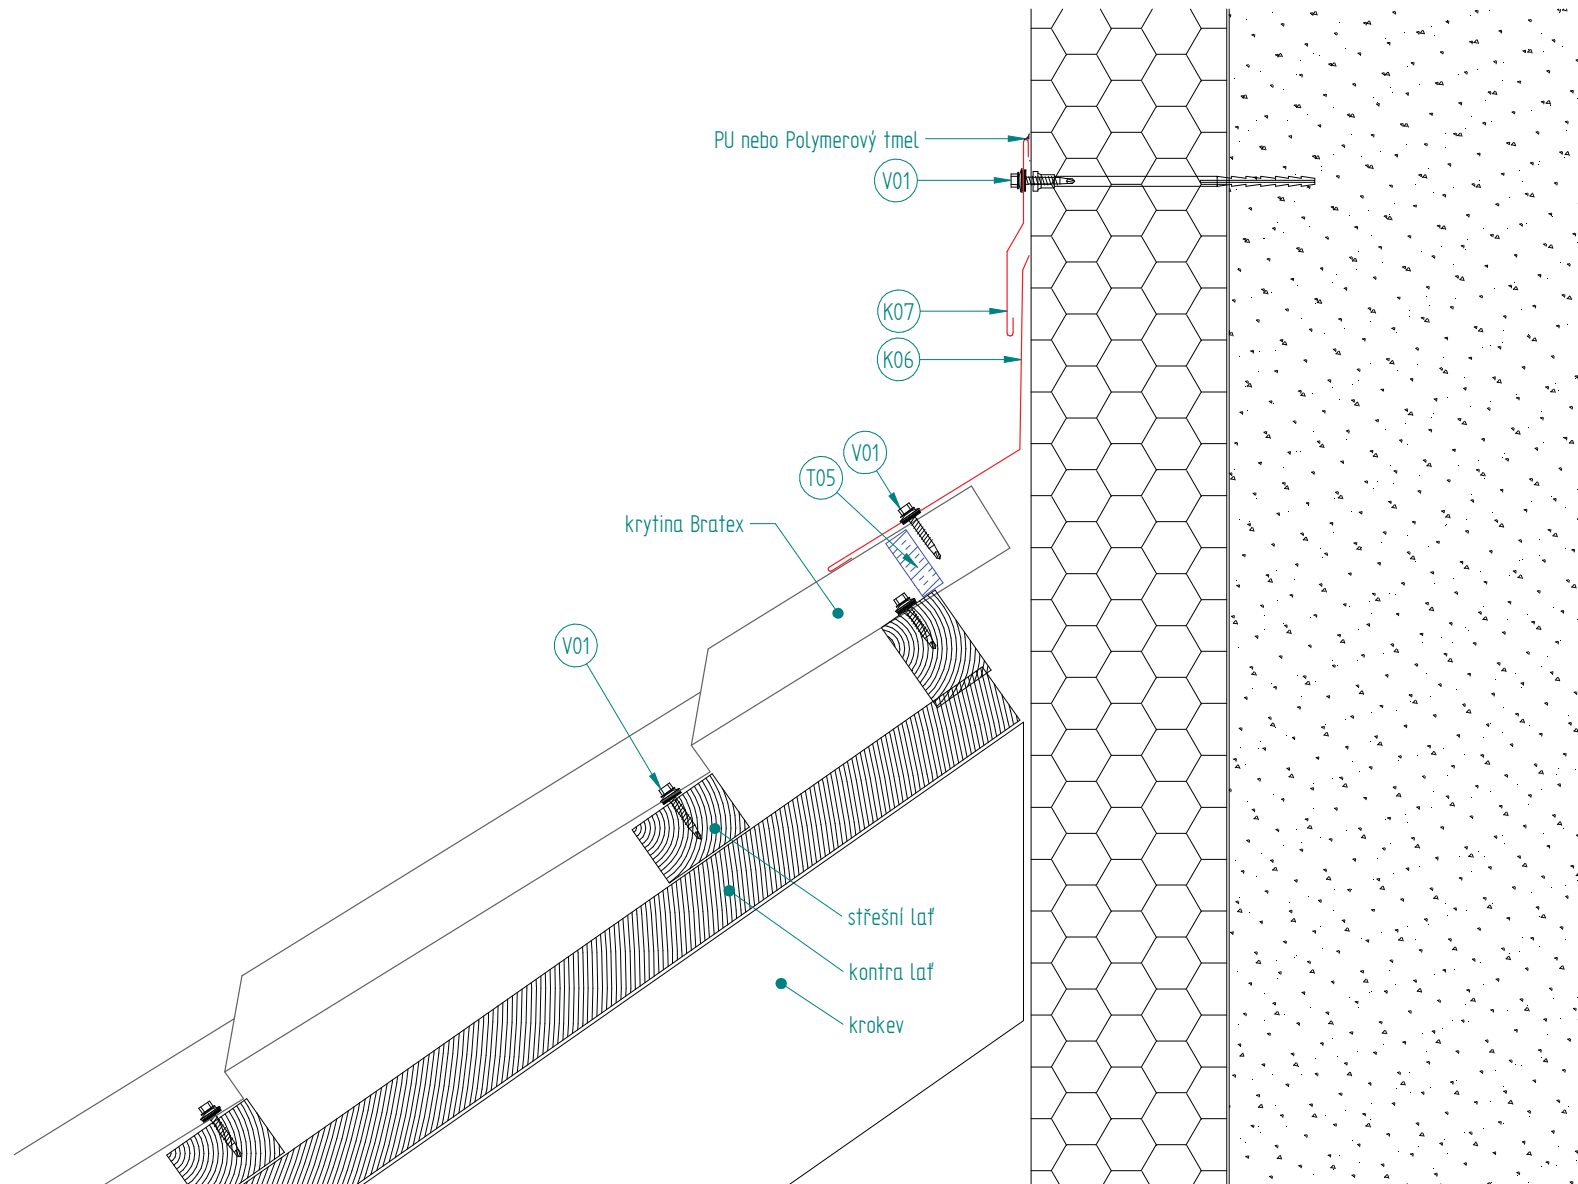 PU nebo Polymerový tmel
V01
K07
K06
V01
T05
krytina Bratex
V01
střešní lať
kontra lať
krokev